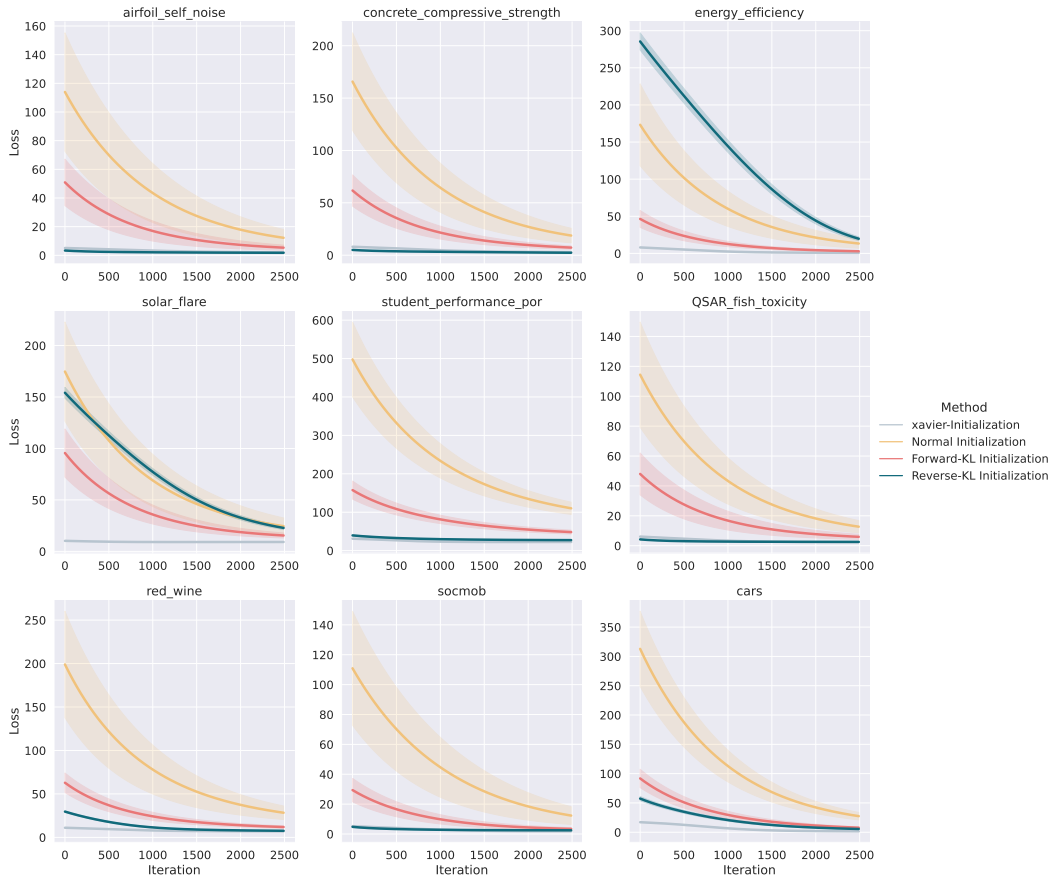 airfoil_self_noise
concrete_compressive_strength
energy_efficiency
Loss
160
140
120
100
80
60
40
20
0
0 500 1000 1500 2000 2500
200
150
100
50
0
0 500 1000 1500 2000 2500
300
250
200
150
100
50
0
0 500 1000 1500 2000 2500
solar_flare
student_performance_por
QSAR_fish_toxicity
Loss
200
150
100
50
0
0 500 1000 1500 2000 2500
600
500
400
300
200
100
0
0 500 1000 1500 2000 2500
140
120
100
80
60
40
20
0
0 500 1000 1500 2000 2500
Method
xavier-Initialization
Normal Initialization
Forward-KL Initialization
Reverse-KL Initialization
red_wine
socmob
cars
Loss
250
200
150
100
50
0
0 500 1000 1500 2000 2500
Iteration
140
120
100
80
60
40
20
0
0 500 1000 1500 2000 2500
Iteration
350
300
250
200
150
100
50
0
0 500 1000 1500 2000 2500
Iteration